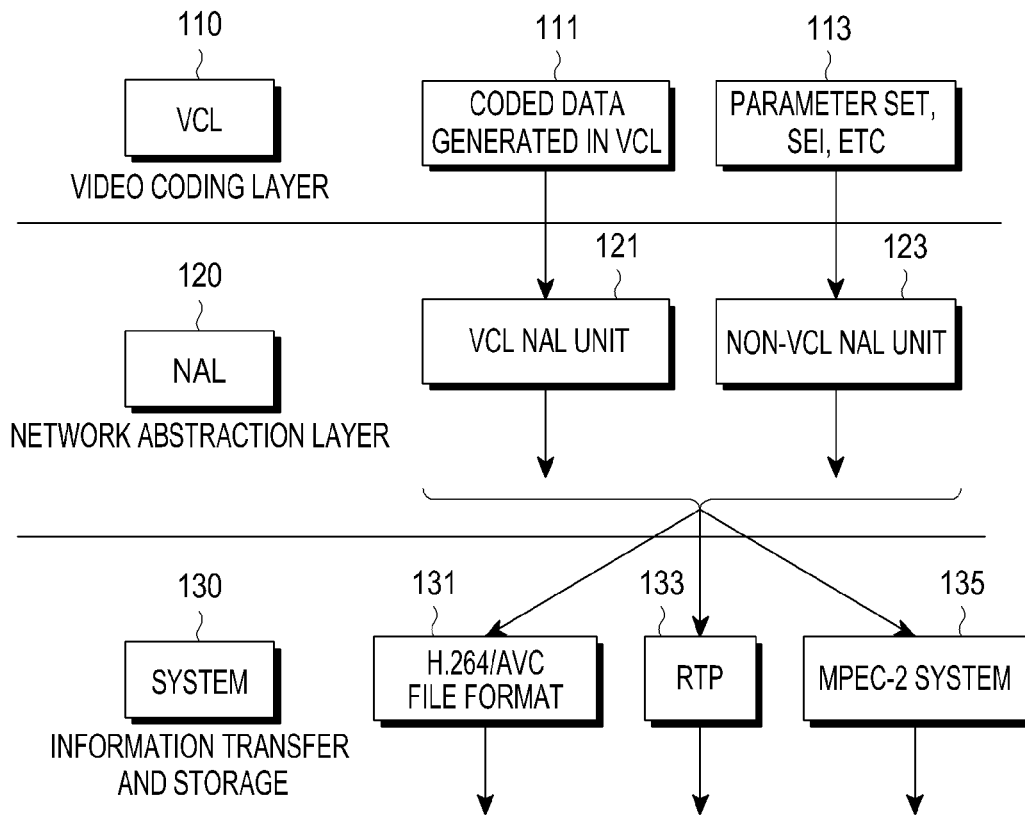 110
111
113
VCL
CODED DATA
GENERATED IN VCL
PARAMETER SET,
SEI, ETC
VIDEO CODING LAYER
120
121
123
NAL
VCL NAL UNIT
NON-VCL NAL UNIT
NETWORK ABSTRACTION LAYER
130
131
133
135
SYSTEM
H.264/AVC
FILE FORMAT
RTP
MPEC-2 SYSTEM
INFORMATION TRANSFER
AND STORAGE